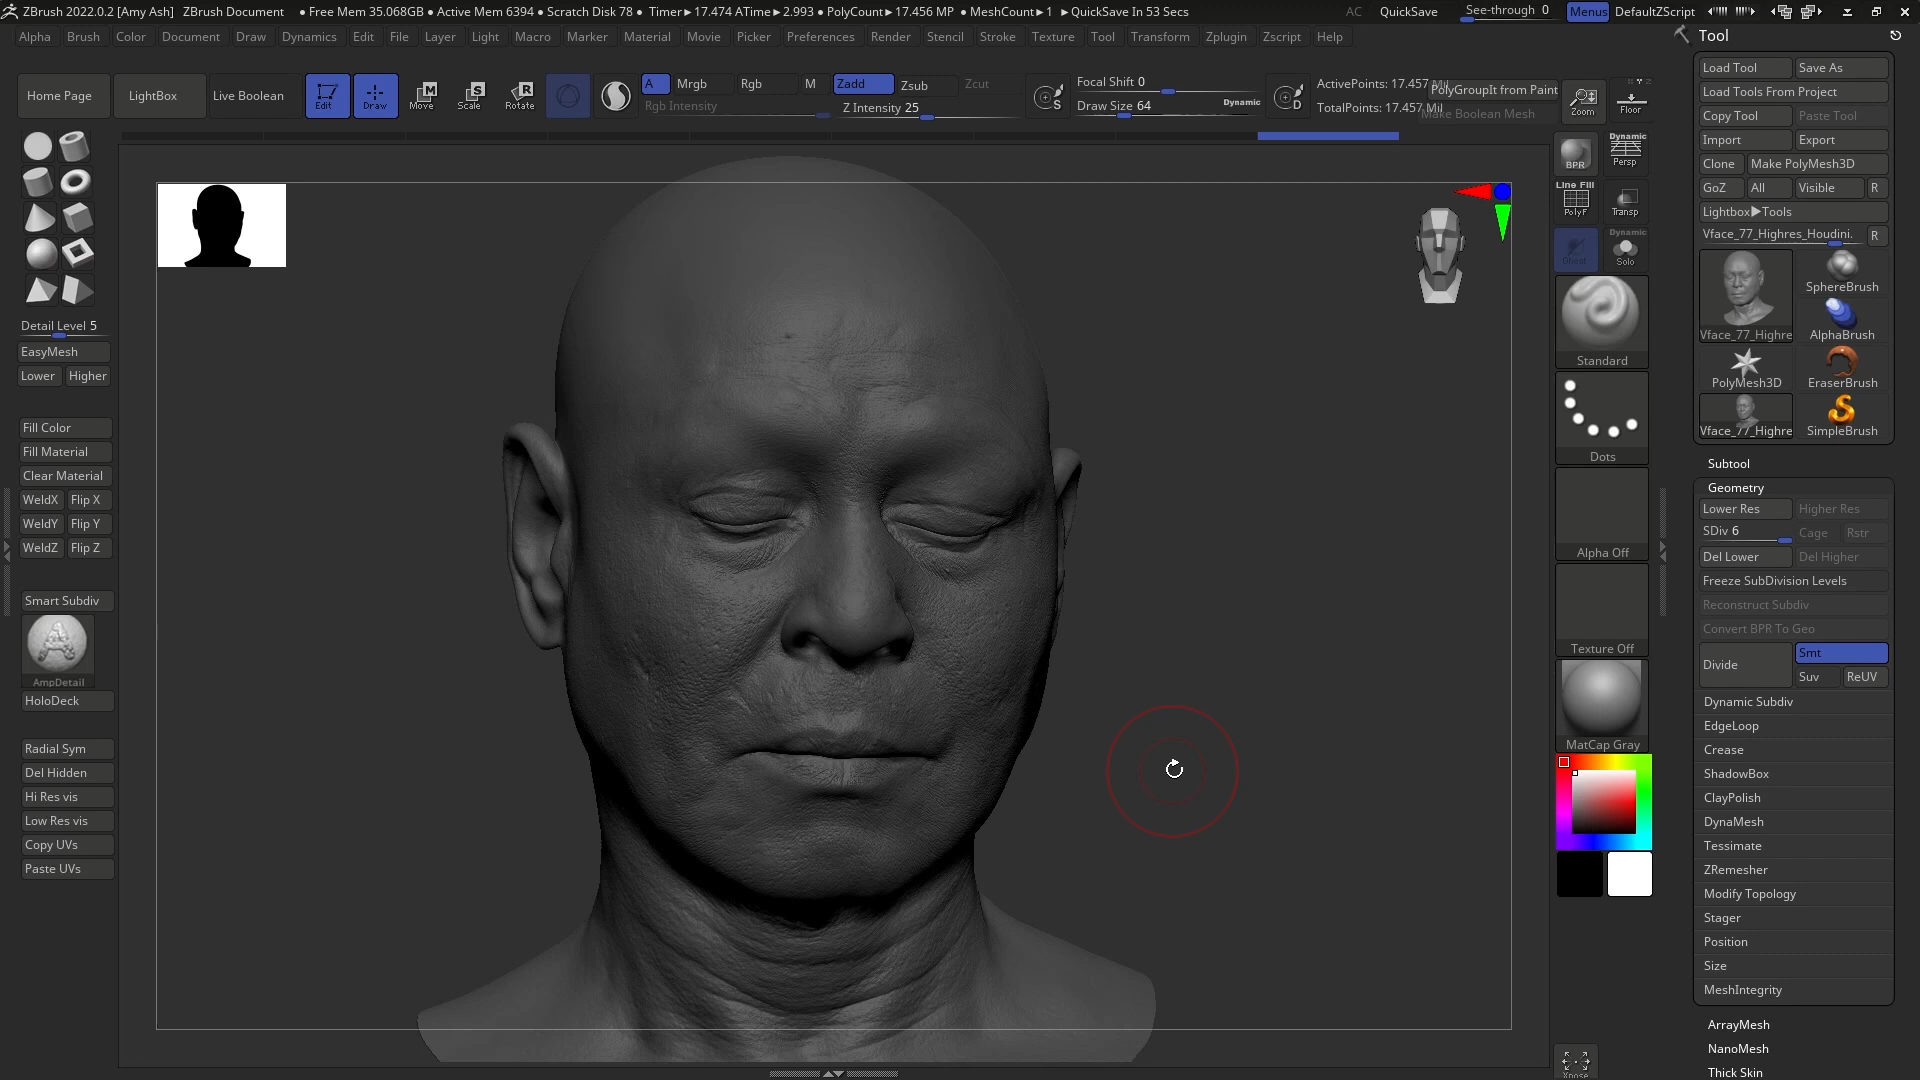 ZBrush 2022.0.2 [Amy Ash] ZBrush Document • Free Mem 35.068GB • Active Mem 6394 • Scratch Disk 78 • Timer►17.474 ATime►2.993 • PolyCount►17.456 MP • MeshCount►1 ►QuickSave In 53 Secs AC QuickSave See-through 0 Menus DefaultZScript
Alpha Brush Color Document Draw Dynamics Edit File Layer Light Macro Marker Material Movie Picker Preferences Render Stencil Stroke Texture Tool Transform Zplugin Zscript Help
Home Page LightBox Live Boolean Edit Draw Move Scale Rotate
A Mrgb Rgb M Zadd Zsub Zcut
Rgb Intensity Z Intensity 25
Focal Shift 0
Draw Size 64 Dynamic
ActivePoints: 17.457 Mil
TotalPoints: 17.457 Mil
PolyGroupIt from Paint
Make Boolean Mesh
Zoom Floor
Detail Level 5
EasyMesh
Lower Higher
Fill Color
Fill Material
Clear Material
WeldX Flip X
WeldY Flip Y
WeldZ Flip Z
Smart Subdiv
AmpDetail
HoloDeck
Radial Sym
Del Hidden
Hi Res vis
Low Res vis
Copy UVs
Paste UVs
BPR Dynamic Persp
Line Fill PolyF Transp
Ghost Dynamic Solo
Standard
Dots
Alpha Off
Texture Off
MatCap Gray
Xpose
Tool
Load Tool Save As
Load Tools From Project
Copy Tool Paste Tool
Import Export
Clone Make PolyMesh3D
GoZ All Visible R
Lightbox►Tools
Vface_77_Highres_Houdini. R
Vface_77_Highre SphereBrush
AlphaBrush
PolyMesh3D EraserBrush
Vface_77_Highre SimpleBrush
Subtool
Geometry
Lower Res Higher Res
SDiv 6 Cage Rstr
Del Lower Del Higher
Freeze SubDivision Levels
Reconstruct Subdiv
Convert BPR To Geo
Divide Smt
Suv ReUV
Dynamic Subdiv
EdgeLoop
Crease
ShadowBox
ClayPolish
DynaMesh
Tessimate
ZRemesher
Modify Topology
Stager
Position
Size
MeshIntegrity
ArrayMesh
NanoMesh
Thick Skin